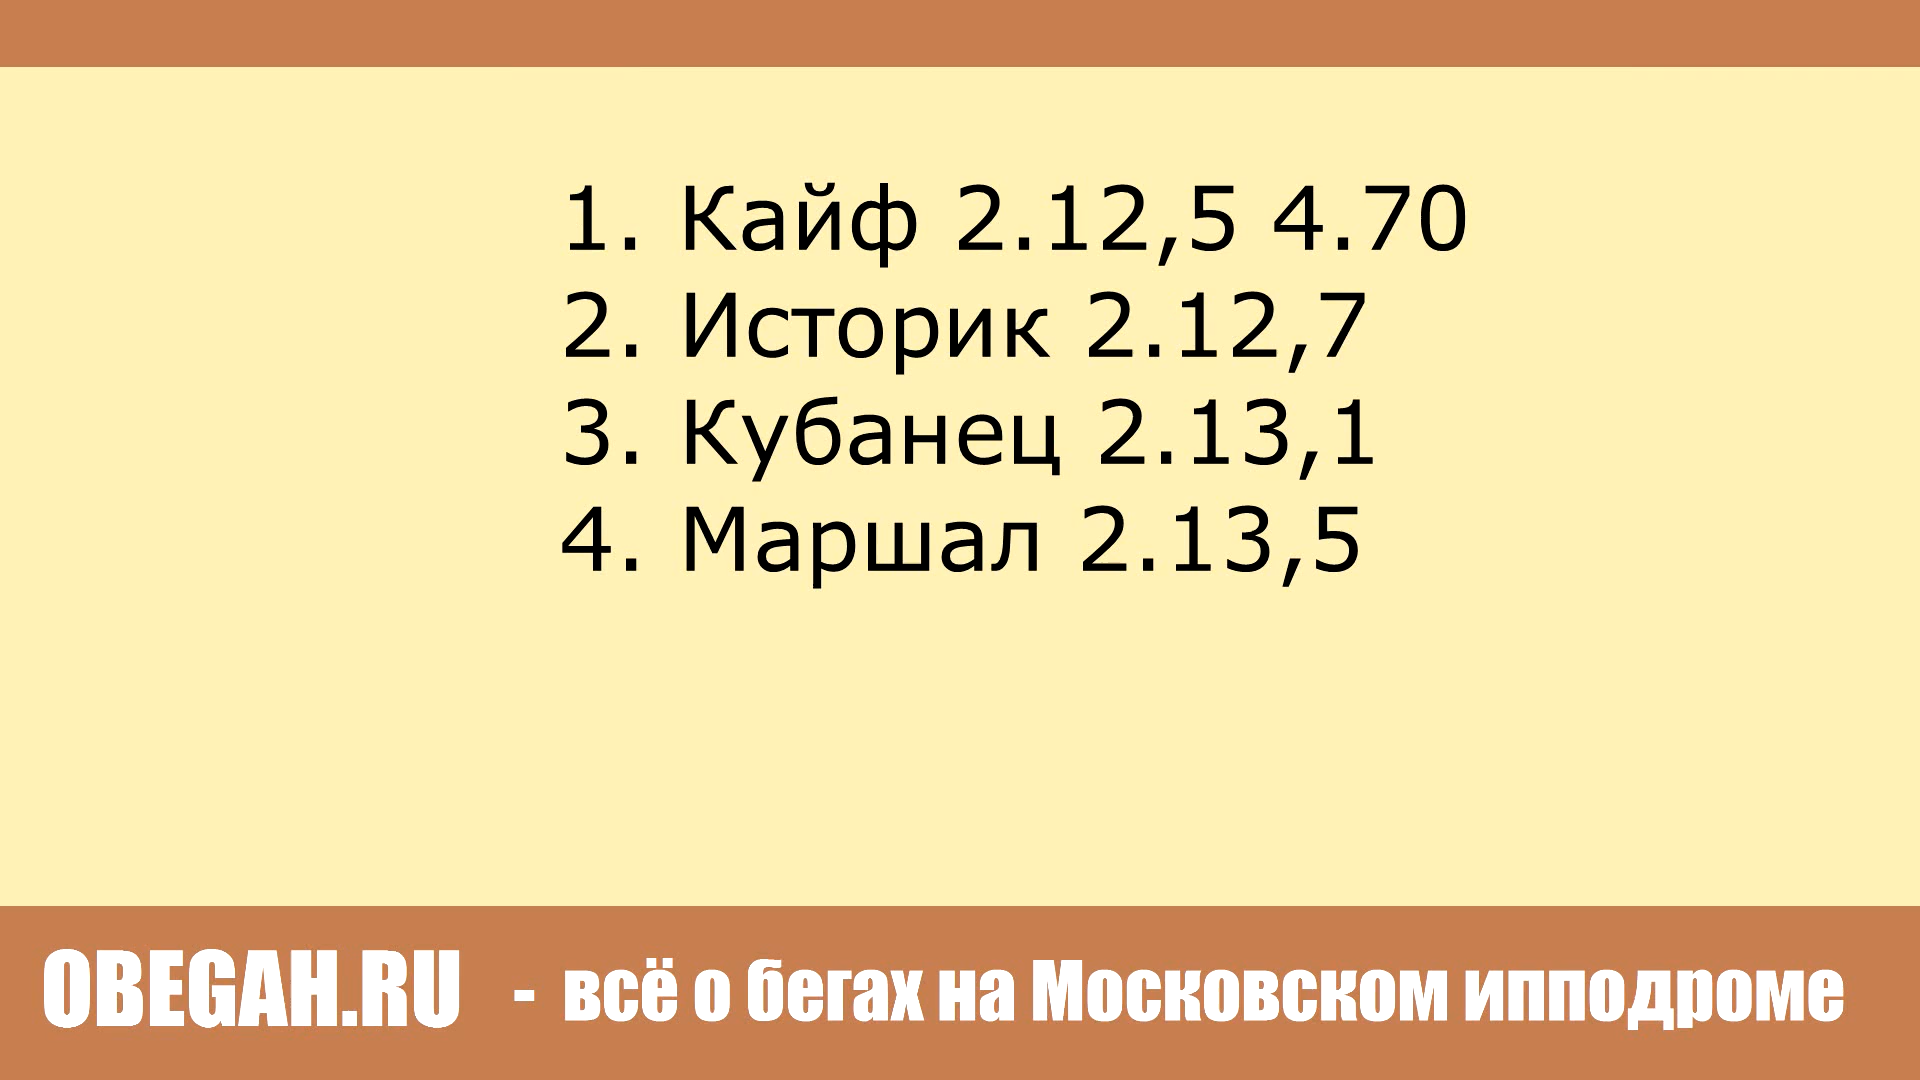 1. Кайф 2.12,5 4.70
2. Историк 2.12,7
3. Кубанец 2.13,1
4. Маршал 2.13,5
OBEGAH.RU - всё о бегах на Московском ипподроме